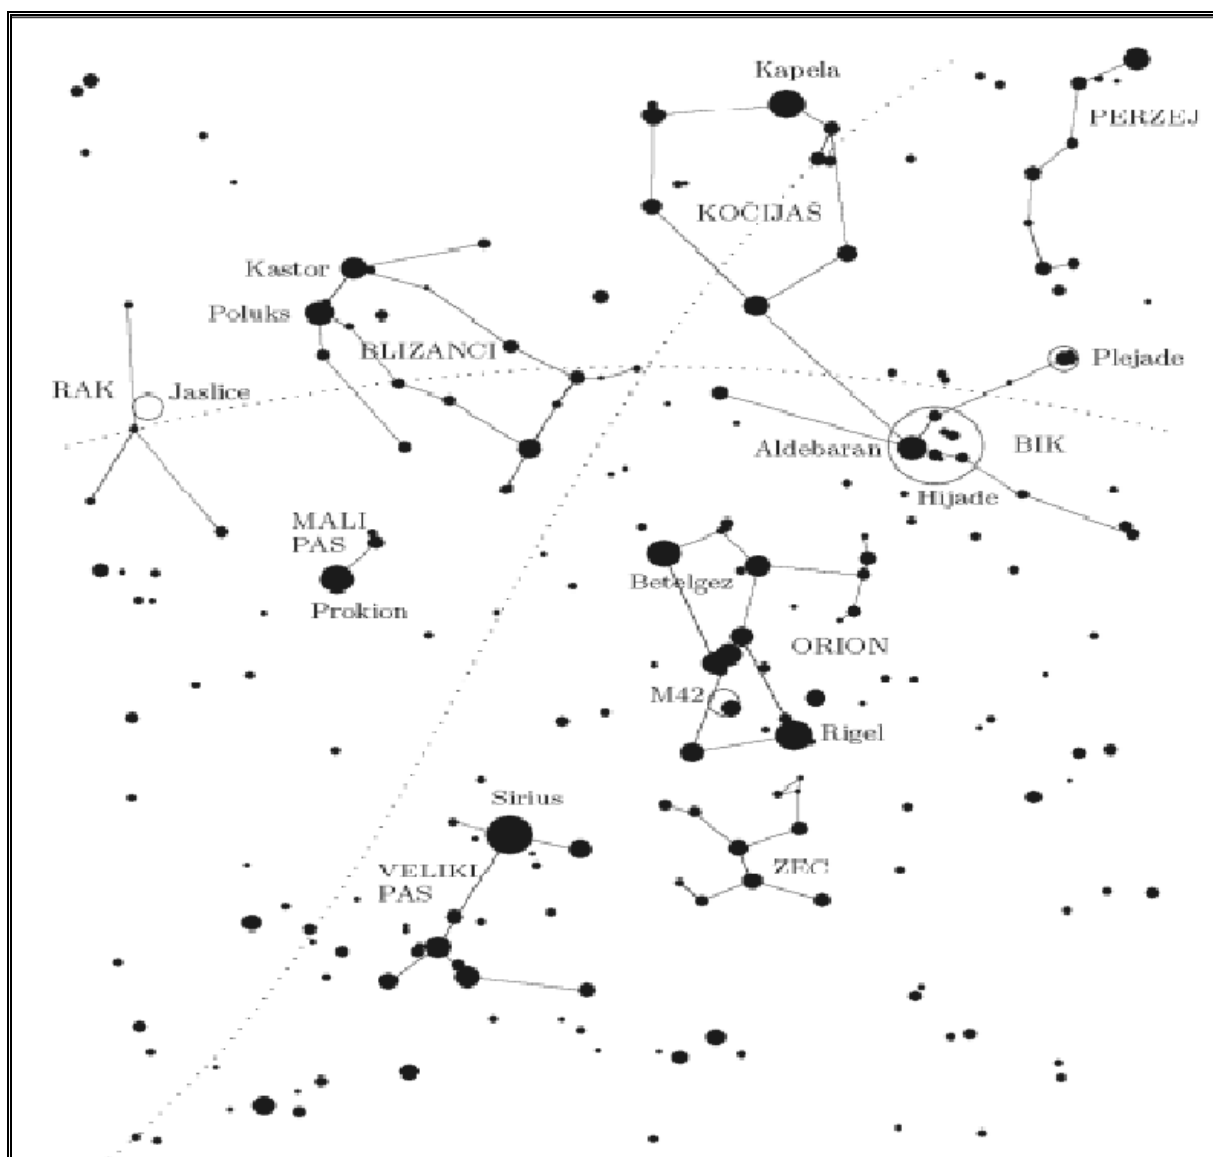 Kapela
PERZEJ
KOČIJAŠ
Kastor
Poluks
BLIZANCI
Plejade
RAK
Jaslice
Aldebaran
BIK
Hijade
MALI
PAS
Betelgez
Prokion
ORION
M42
Rigel
Sirius
VELIKI
PAS
ZEC